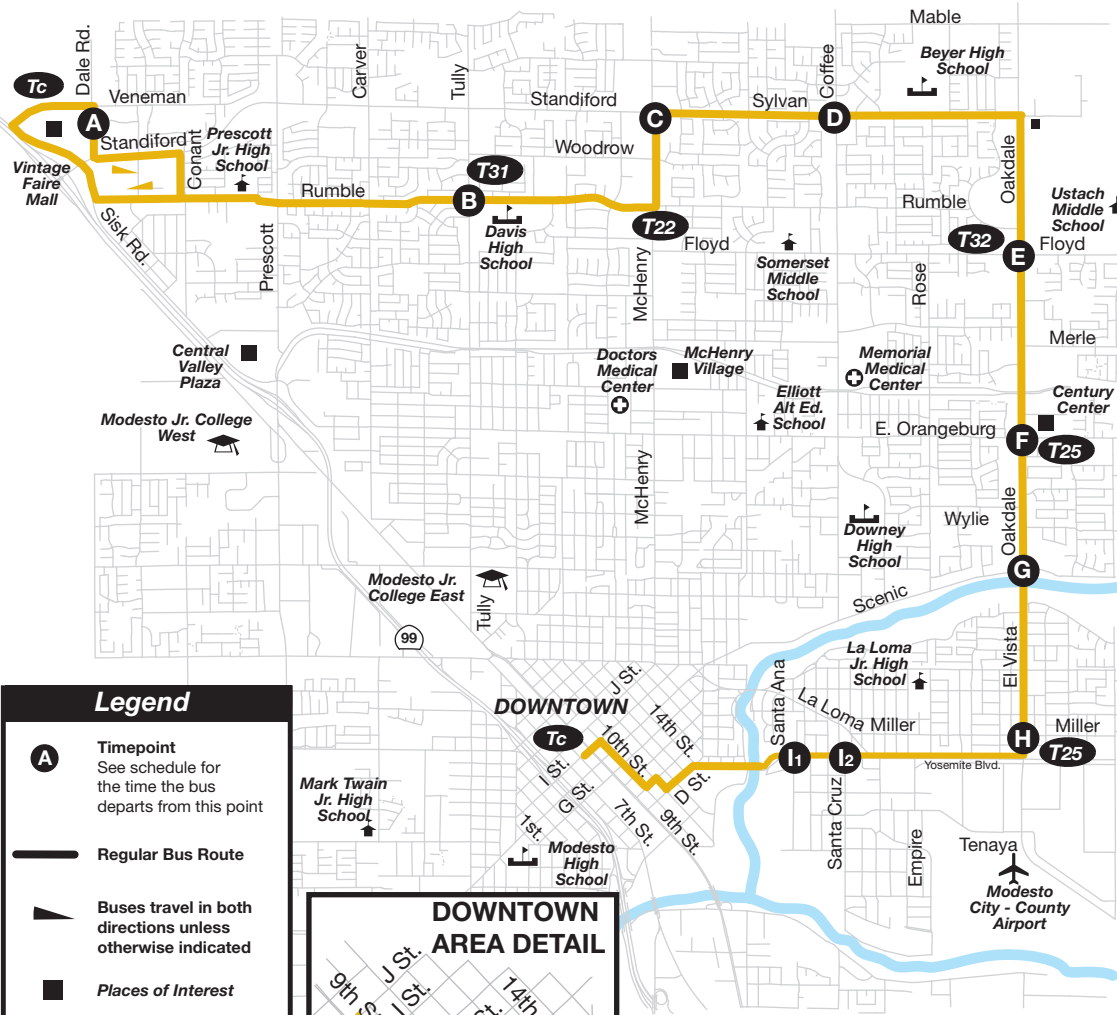 Mable
Beyer High
School
Coffee
Tully
Carver
Dale Rd.
Tc
Veneman
Standiford
Sylvan
A
C
D
Standiford
Prescott
Jr. High
School
Conant
Woodrow
Oakdale
Vintage
Faire
Mall
T31
Rumble
B
Rumble
Ustach
Middle
School
Davis
High
School
T22
Floyd
T32
Floyd
E
Sisk Rd.
Prescott
McHenry
Somerset
Middle
School
Rose
Merle
Central
Valley
Plaza
Doctors
Medical
Center
McHenry
Village
Memorial
Medical
Center
Elliott
Alt Ed.
School
Century
Center
Modesto Jr. College
West
E. Orangeburg
F
T25
McHenry
Oakdale
Wylie
Downey
High
School
G
Modesto Jr.
College East
Tully
Scenic
99
La Loma
Jr. High
School
El Vista
J St.
Santa Ana
DOWNTOWN
14th St.
La Loma
Miller
Miller
Tc
10th St.
H
I1
I2
T25
Yosemite Blvd.
I St.
D St.
G St.
7th St.
9th St.
1st.
Mark Twain
Jr. High
School
Modesto
High
School
Santa Cruz
Empire
Tenaya
Modesto
City - County
Airport
Legend
A
Timepoint
See schedule for
the time the bus
departs from this point
Regular Bus Route
Buses travel in both
directions unless
otherwise indicated
Places of Interest
DOWNTOWN
AREA DETAIL
J St.
9th S
I St.
14th
St.